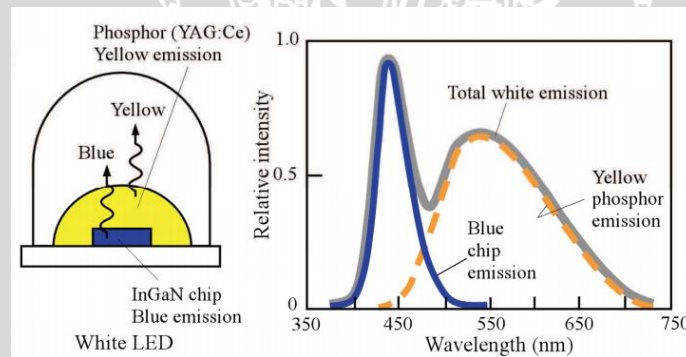 Phosphor (YAG:Ce)
Yellow emission
Yellow
Blue
InGaN chip
Blue emission
White LED
Relative intensity
1.0
0.5
0
Total white emission
Yellow
phosphor
emission
Blue
chip
emission
350
450
550
650
750
Wavelength (nm)